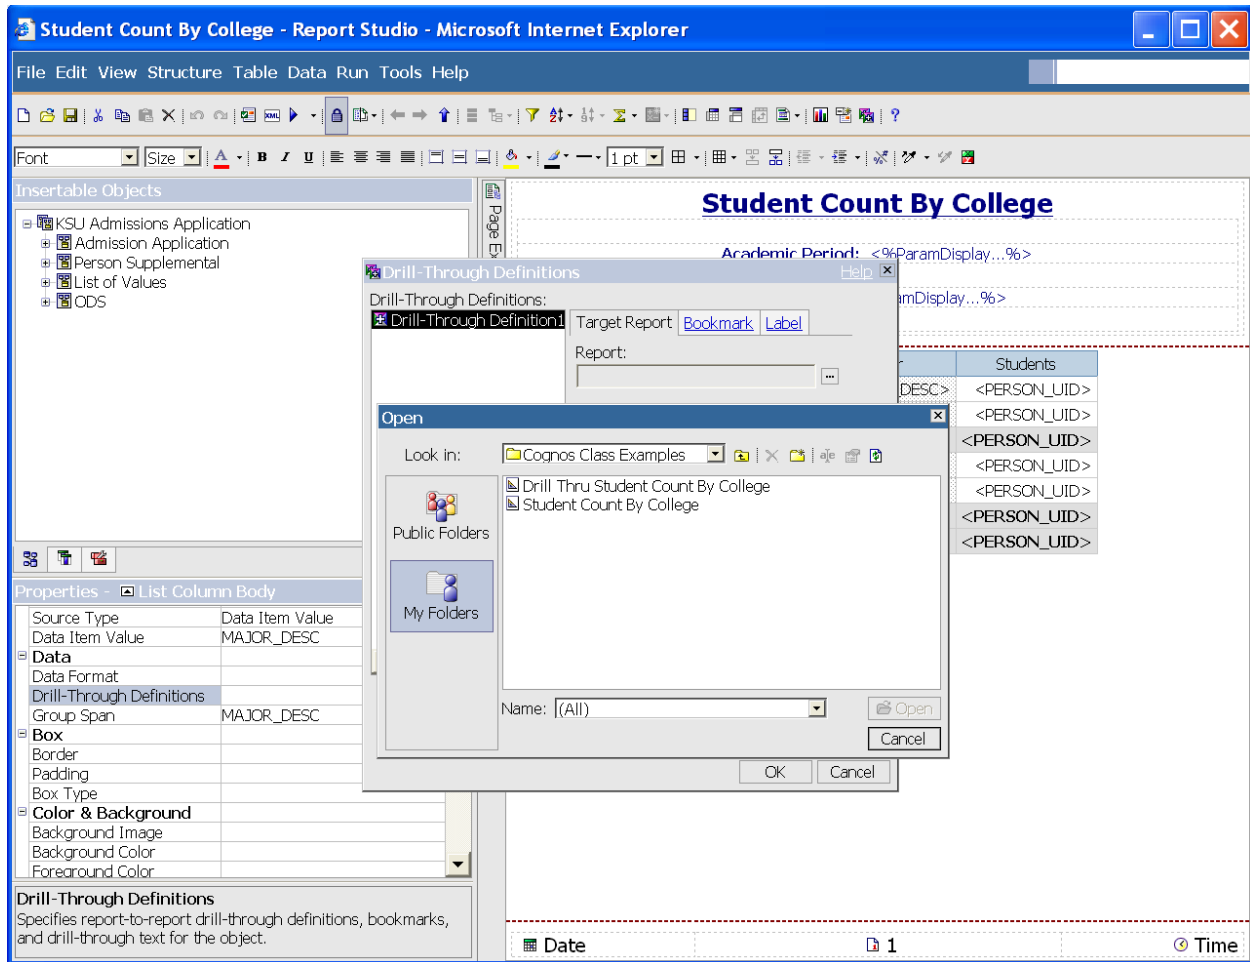 Student Count By College - Report Studio - Microsoft Internet Explorer
File Edit View Structure Table Data Run Tools Help
Font Size A B I U 1 pt
Insertable Objects
KSU Admissions Application
Admission Application
Person Supplemental
List of Values
ODS
Page Ex
Student Count By College
Academic Period: <%ParamDisplay...%>
amDisplay...%>
Students
_DESC> <PERSON_UID>
<PERSON_UID>
<PERSON_UID>
<PERSON_UID>
<PERSON_UID>
<PERSON_UID>
<PERSON_UID>
Drill-Through Definitions Help
Drill-Through Definitions:
Drill-Through Definition1
Target Report Bookmark Label
Report:
...
Open
Look in: Cognos Class Examples
Public Folders
My Folders
Drill Thru Student Count By College
Student Count By College
Name: (All)
Open
Cancel
OK Cancel
Properties - List Column Body
Source Type Data Item Value
Data Item Value MAJOR_DESC
Data
Data Format
Drill-Through Definitions
Group Span MAJOR_DESC
Box
Border
Padding
Box Type
Color & Background
Background Image
Background Color
Foreground Color
Drill-Through Definitions
Specifies report-to-report drill-through definitions, bookmarks,
and drill-through text for the object.
Date 1 Time